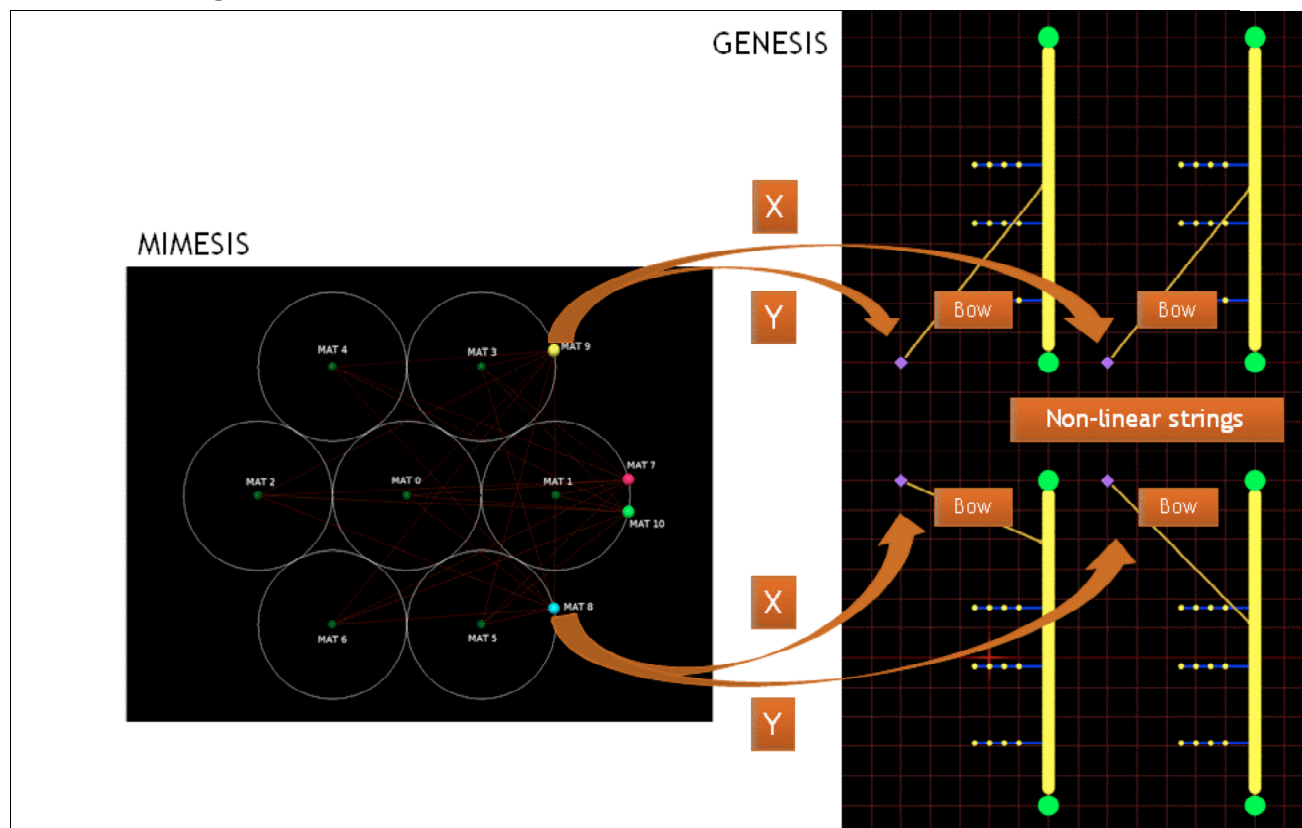 GENESIS
X
MIMESIS
Y
Bow
Bow
MAT 4
MAT 3
MAT 9
Non-linear strings
MAT 7
MAT 2
MAT 0
MAT 1
MAT 10
Bow
Bow
X
MAT 8
MAT 6
MAT 5
Y